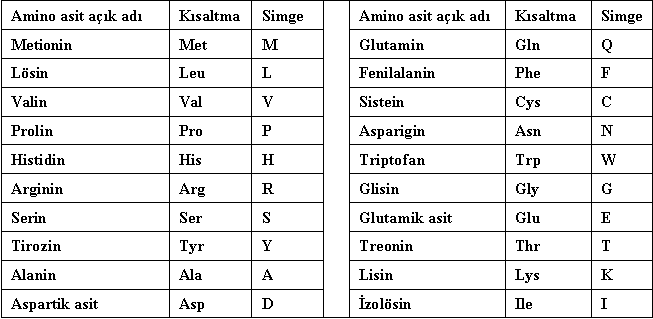 Amino asit açık adı Kısaltma Simge Amino asit açık adı Kısaltma Simge
Metionin Met M Glutamin Gln Q
Lösin Leu L Fenilalanin Phe F
Valin Val V Sistein Cys C
Prolin Pro P Asparigin Asn N
Histidin His H Triptofan Trp W
Arginin Arg R Glisin Gly G
Serin Ser S Glutamik asit Glu E
Tirozin Tyr Y Treonin Thr T
Alanin Ala A Lisin Lys K
Aspartik asit Asp D İzolösin Ile I